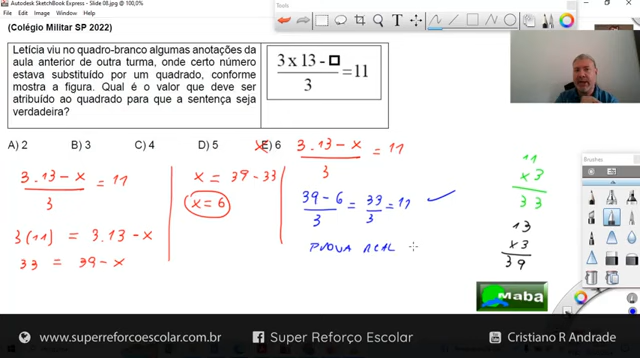 Autodesk SketchBook Express - Slide 08.jpg @ 100,0%
File Edit Image Window Help
Tools
(Colégio Militar SP 2022)
Letícia viu no quadro-branco algumas anotações da
aula anterior de outra turma, onde certo número
estava substituído por um quadrado, conforme
mostra a figura. Qual é o valor que deve ser
atribuído ao quadrado para que a sentença seja
verdadeira?
3 x 13 - □
3
=11
A) 2 B) 3 C) 4 D) 5 E) 6
3.13 - x
3
= 11
3(11) = 3.13 - x
33 = 39 - x
x = 39 - 33
x = 6
3.13 - x
3
= 11
39 - 6
3
= 33
3
= 11
PROVA REAL
11
x 3
33
13
x 3
39
Brushes
Maba
www.superreforcoescolar.com.br
Super Reforço Escolar
Cristiano R Andrade